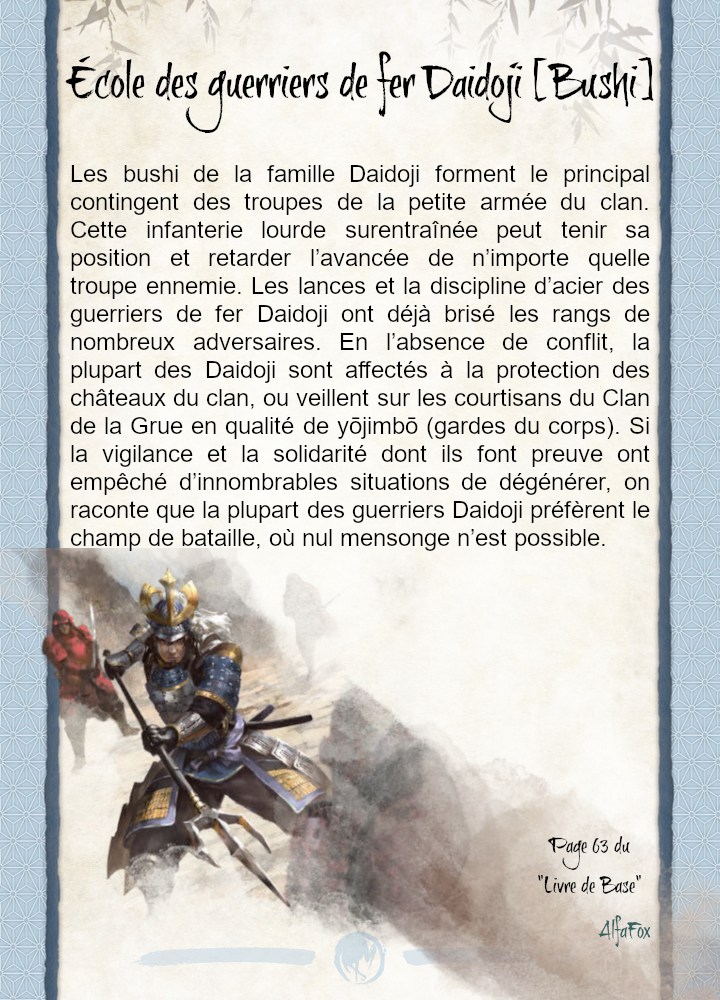 École des guerriers de fer Daidoji [Bushi]
Les bushi de la famille Daidoji forment le principal
contingent des troupes de la petite armée du clan.
Cette infanterie lourde surentraînée peut tenir sa
position et retarder l’avancée de n’importe quelle
troupe ennemie. Les lances et la discipline d’acier des
guerriers de fer Daidoji ont déjà brisé les rangs de
nombreux adversaires. En l’absence de conflit, la
plupart des Daidoji sont affectés à la protection des
châteaux du clan, ou veillent sur les courtisans du Clan
de la Grue en qualité de yōjimbō (gardes du corps). Si
la vigilance et la solidarité dont ils font preuve ont
empêché d’innombrables situations de dégénérer, on
raconte que la plupart des guerriers Daidoji préfèrent le
champ de bataille, où nul mensonge n’est possible.
Page 63 du
"Livre de Base"
AlfaFox